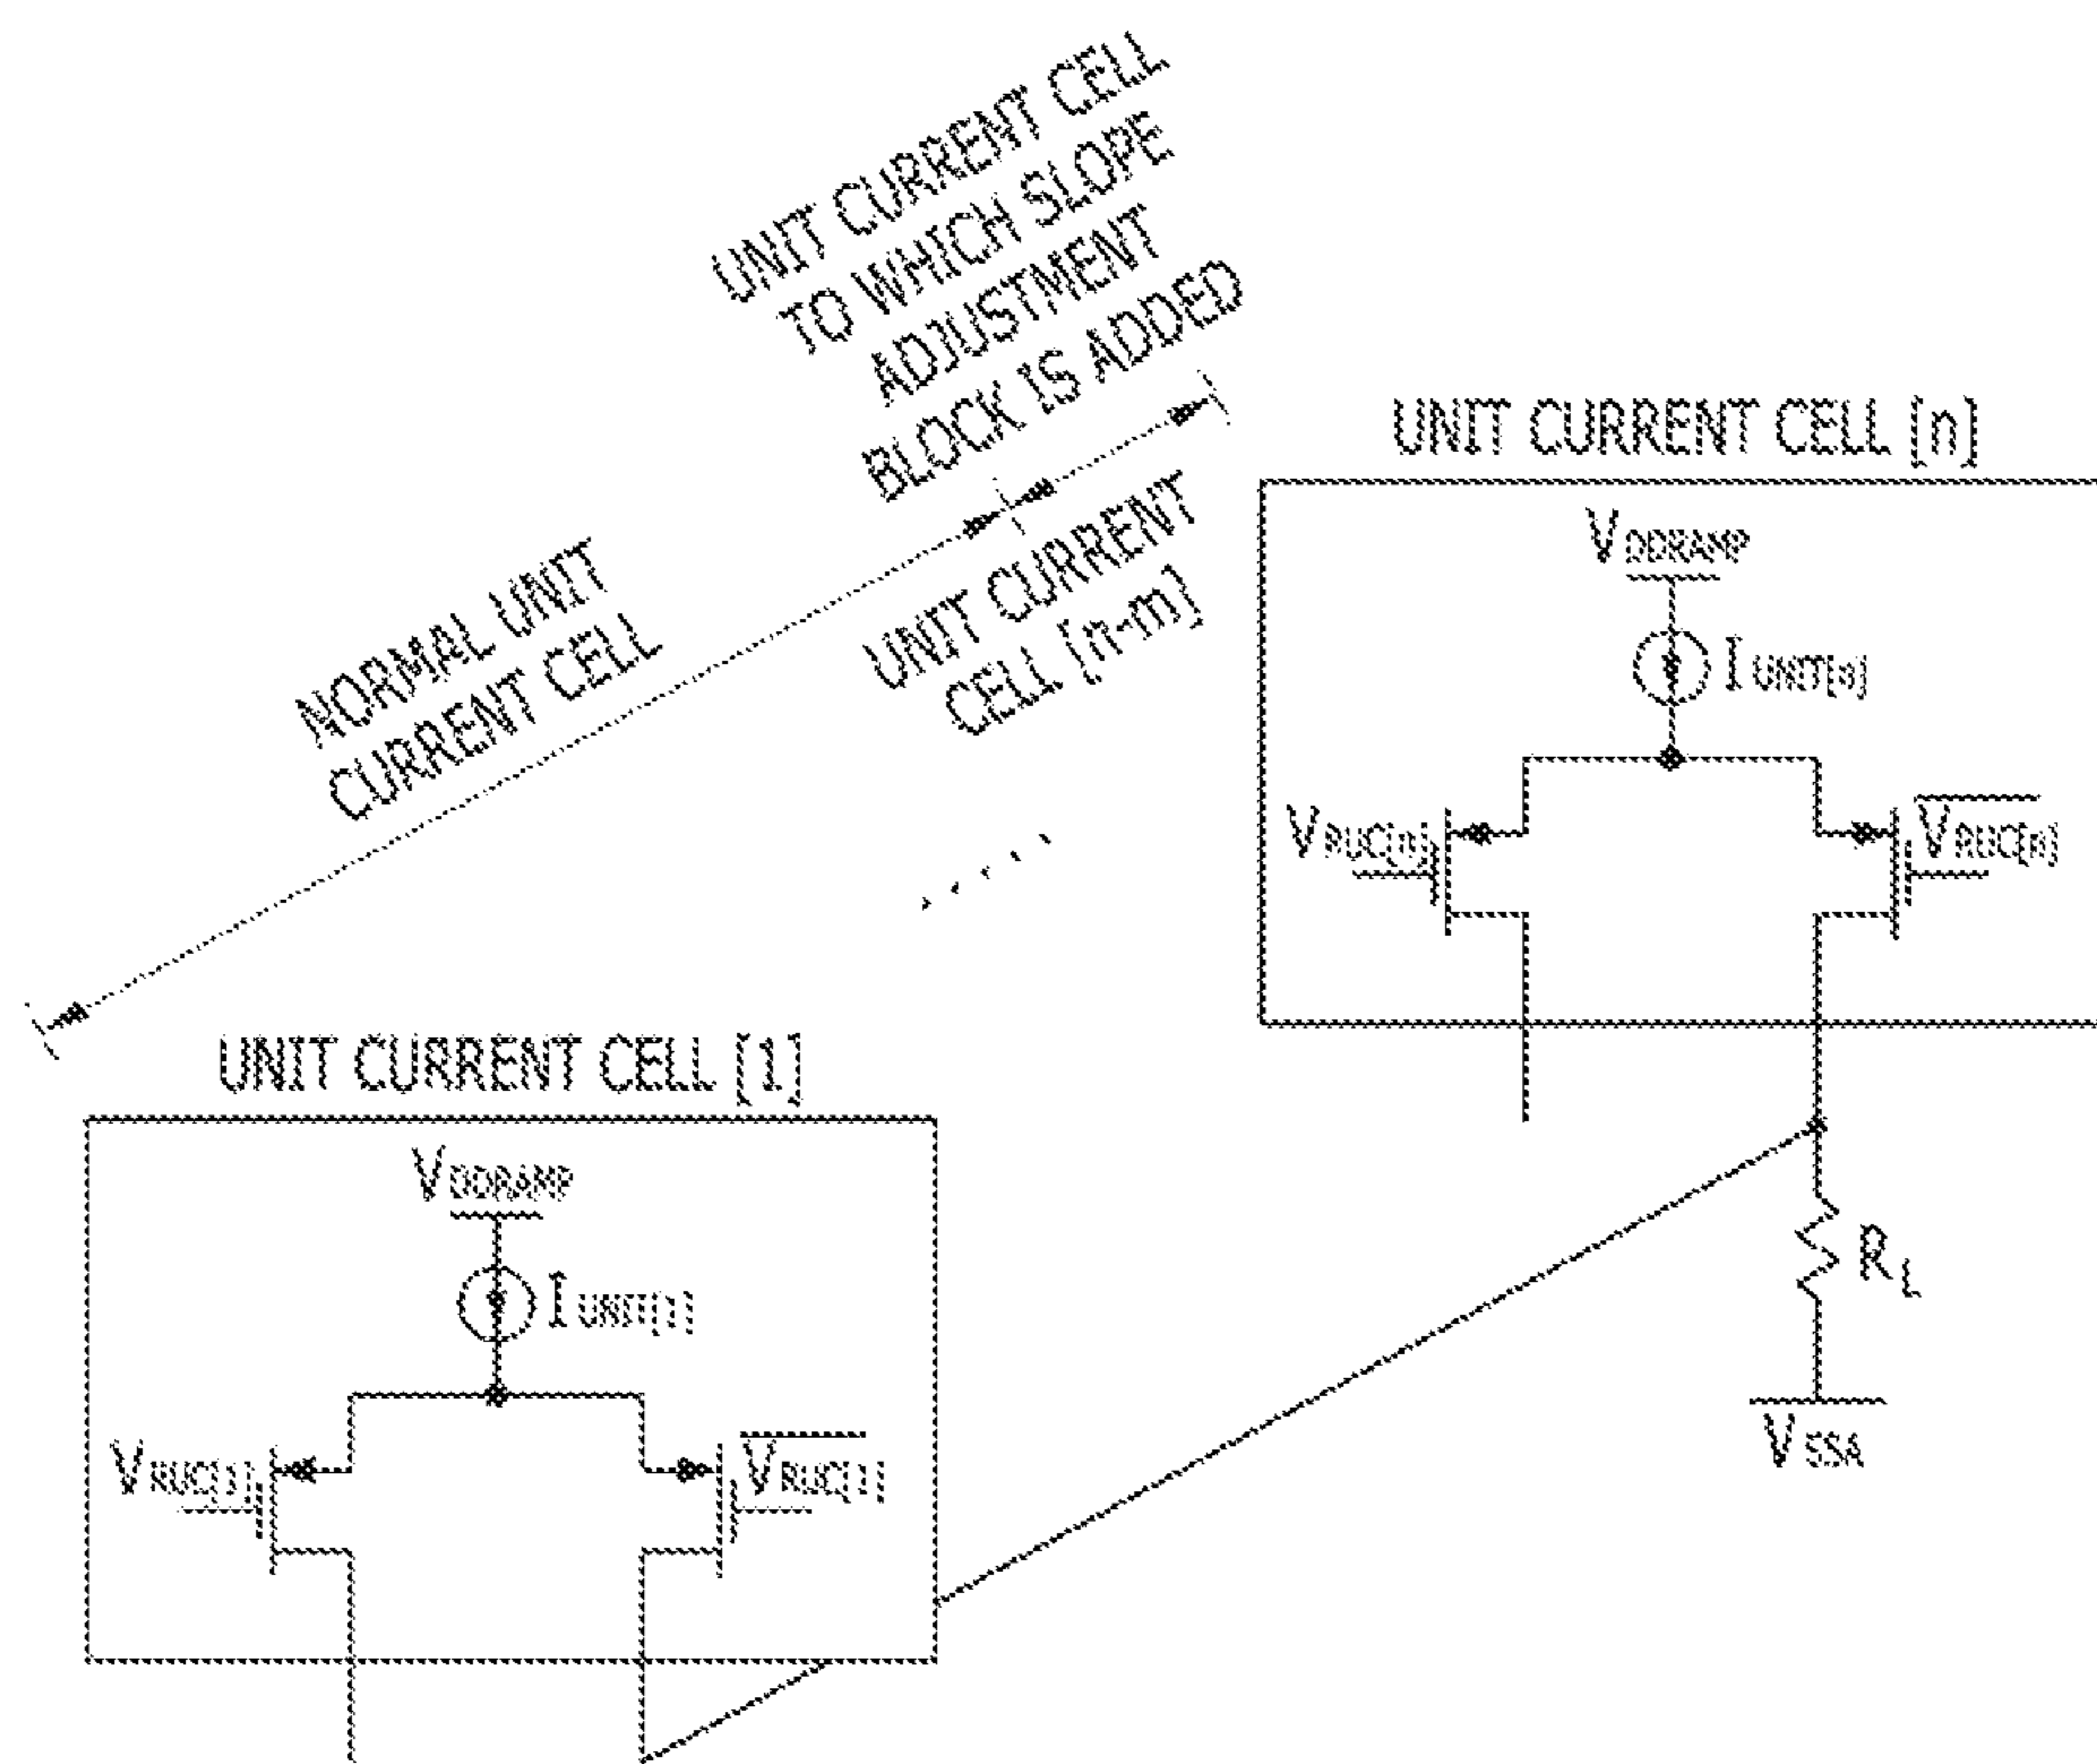 UNIT CURRENT CELL
TO WHICH SLOPE
ADJUSTMENT
BLOCK IS ADDED
NORMAL UNIT
CURRENT CELL
UNIT CURRENT
CELL [n-m]
UNIT CURRENT CELL [n]
VDDRAMP
IUNIT[n]
VRUC[n]
VRUC[n]
RL
VSSA
UNIT CURRENT CELL [1]
VDDRAMP
IUNIT[1]
VRUC[1]
VRUC[1]